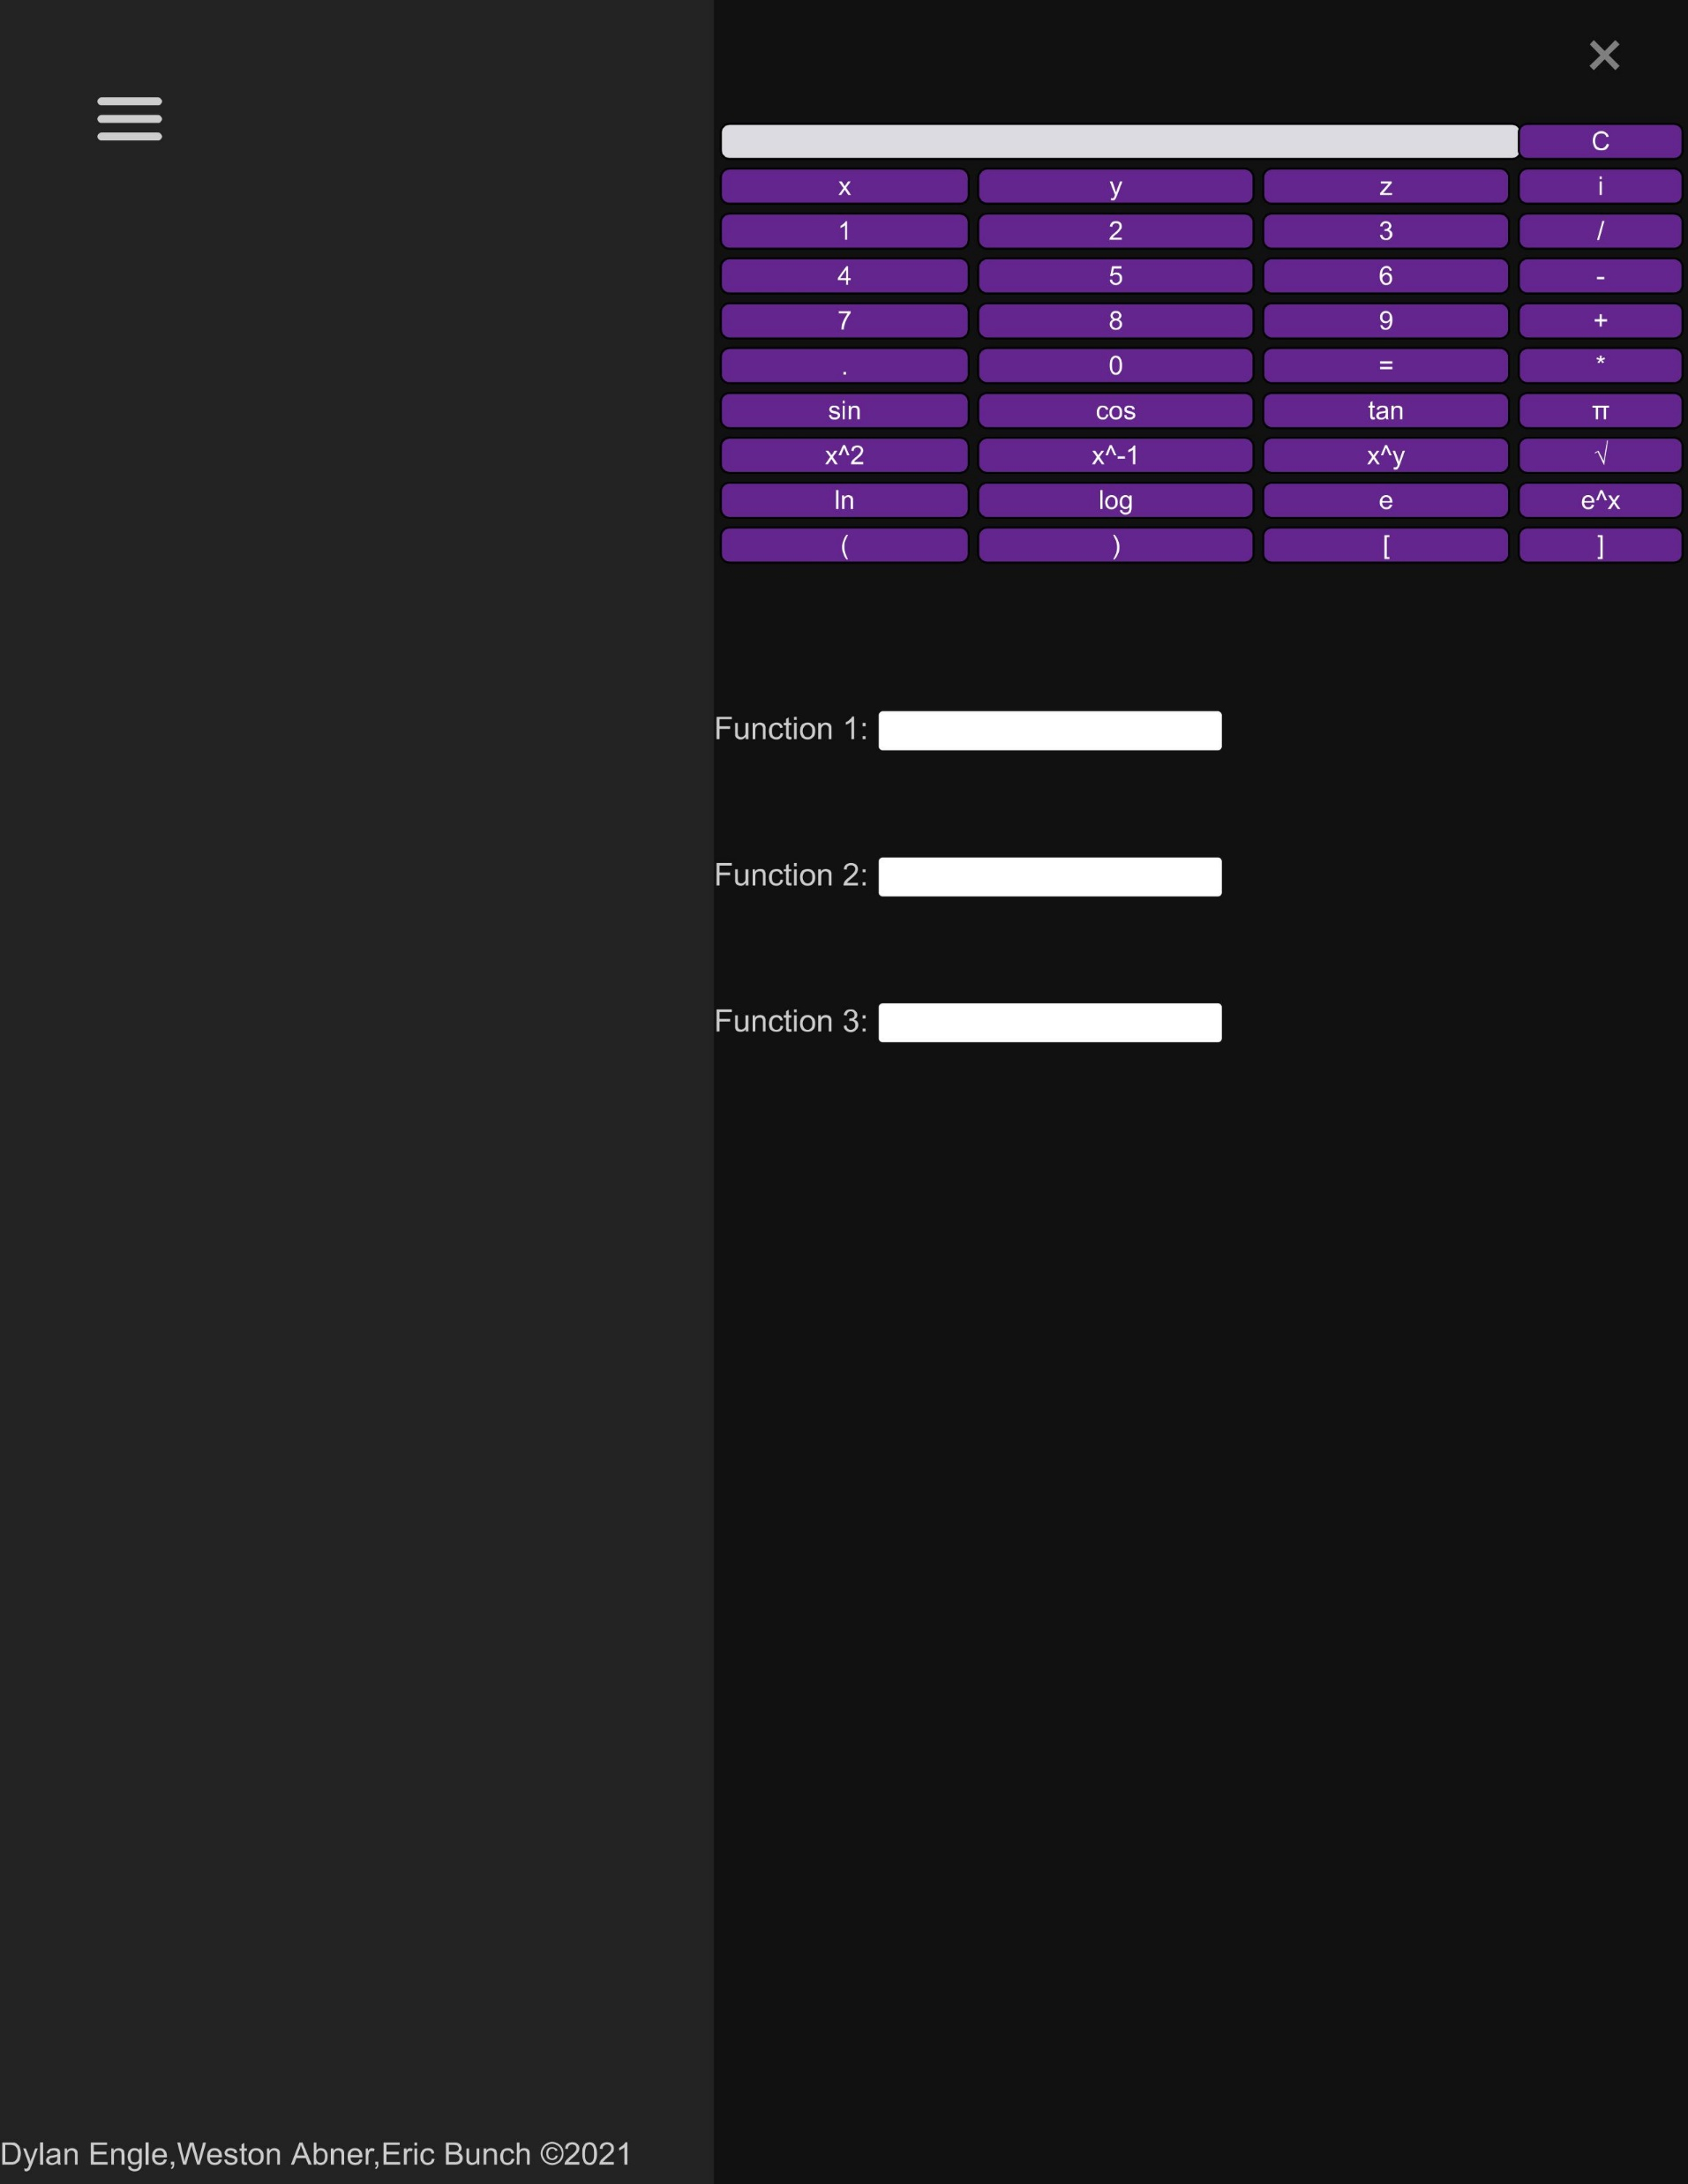 ×
C
x y z i
1 2 3 /
4 5 6 -
7 8 9 +
. 0 = *
sin cos tan π
x^2 x^-1 x^y √
ln log e e^x
( ) [ ]
Function 1:
Function 2:
Function 3:
Dylan Engle,Weston Abner,Eric Bunch ©2021